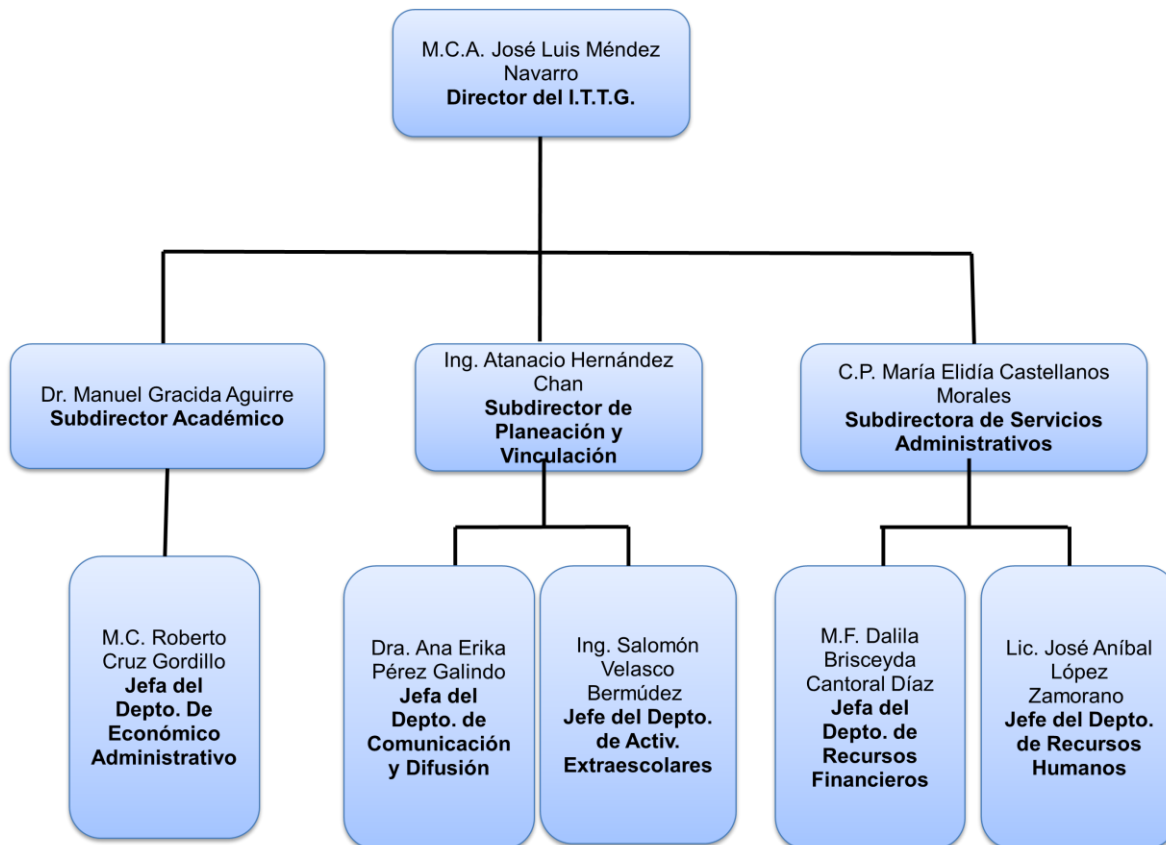 M.C.A. José Luis Méndez
Navarro
Director del I.T.T.G.
Dr. Manuel Gracida Aguirre
Subdirector Académico
Ing. Atanacio Hernández
Chan
Subdirector de
Planeación y
Vinculación
C.P. María Elidía Castellanos
Morales
Subdirectora de Servicios
Administrativos
M.C. Roberto
Cruz Gordillo
Jefa del
Depto. De
Económico
Administrativo
Dra. Ana Erika
Pérez Galindo
Jefa del
Depto. de
Comunicación
y Difusión
Ing. Salomón
Velasco
Bermúdez
Jefe del Depto.
de Activ.
Extraescolares
M.F. Dalila
Brisceyda
Cantoral Díaz
Jefa del
Depto. de
Recursos
Financieros
Lic. José Aníbal
López
Zamorano
Jefe del Depto.
de Recursos
Humanos